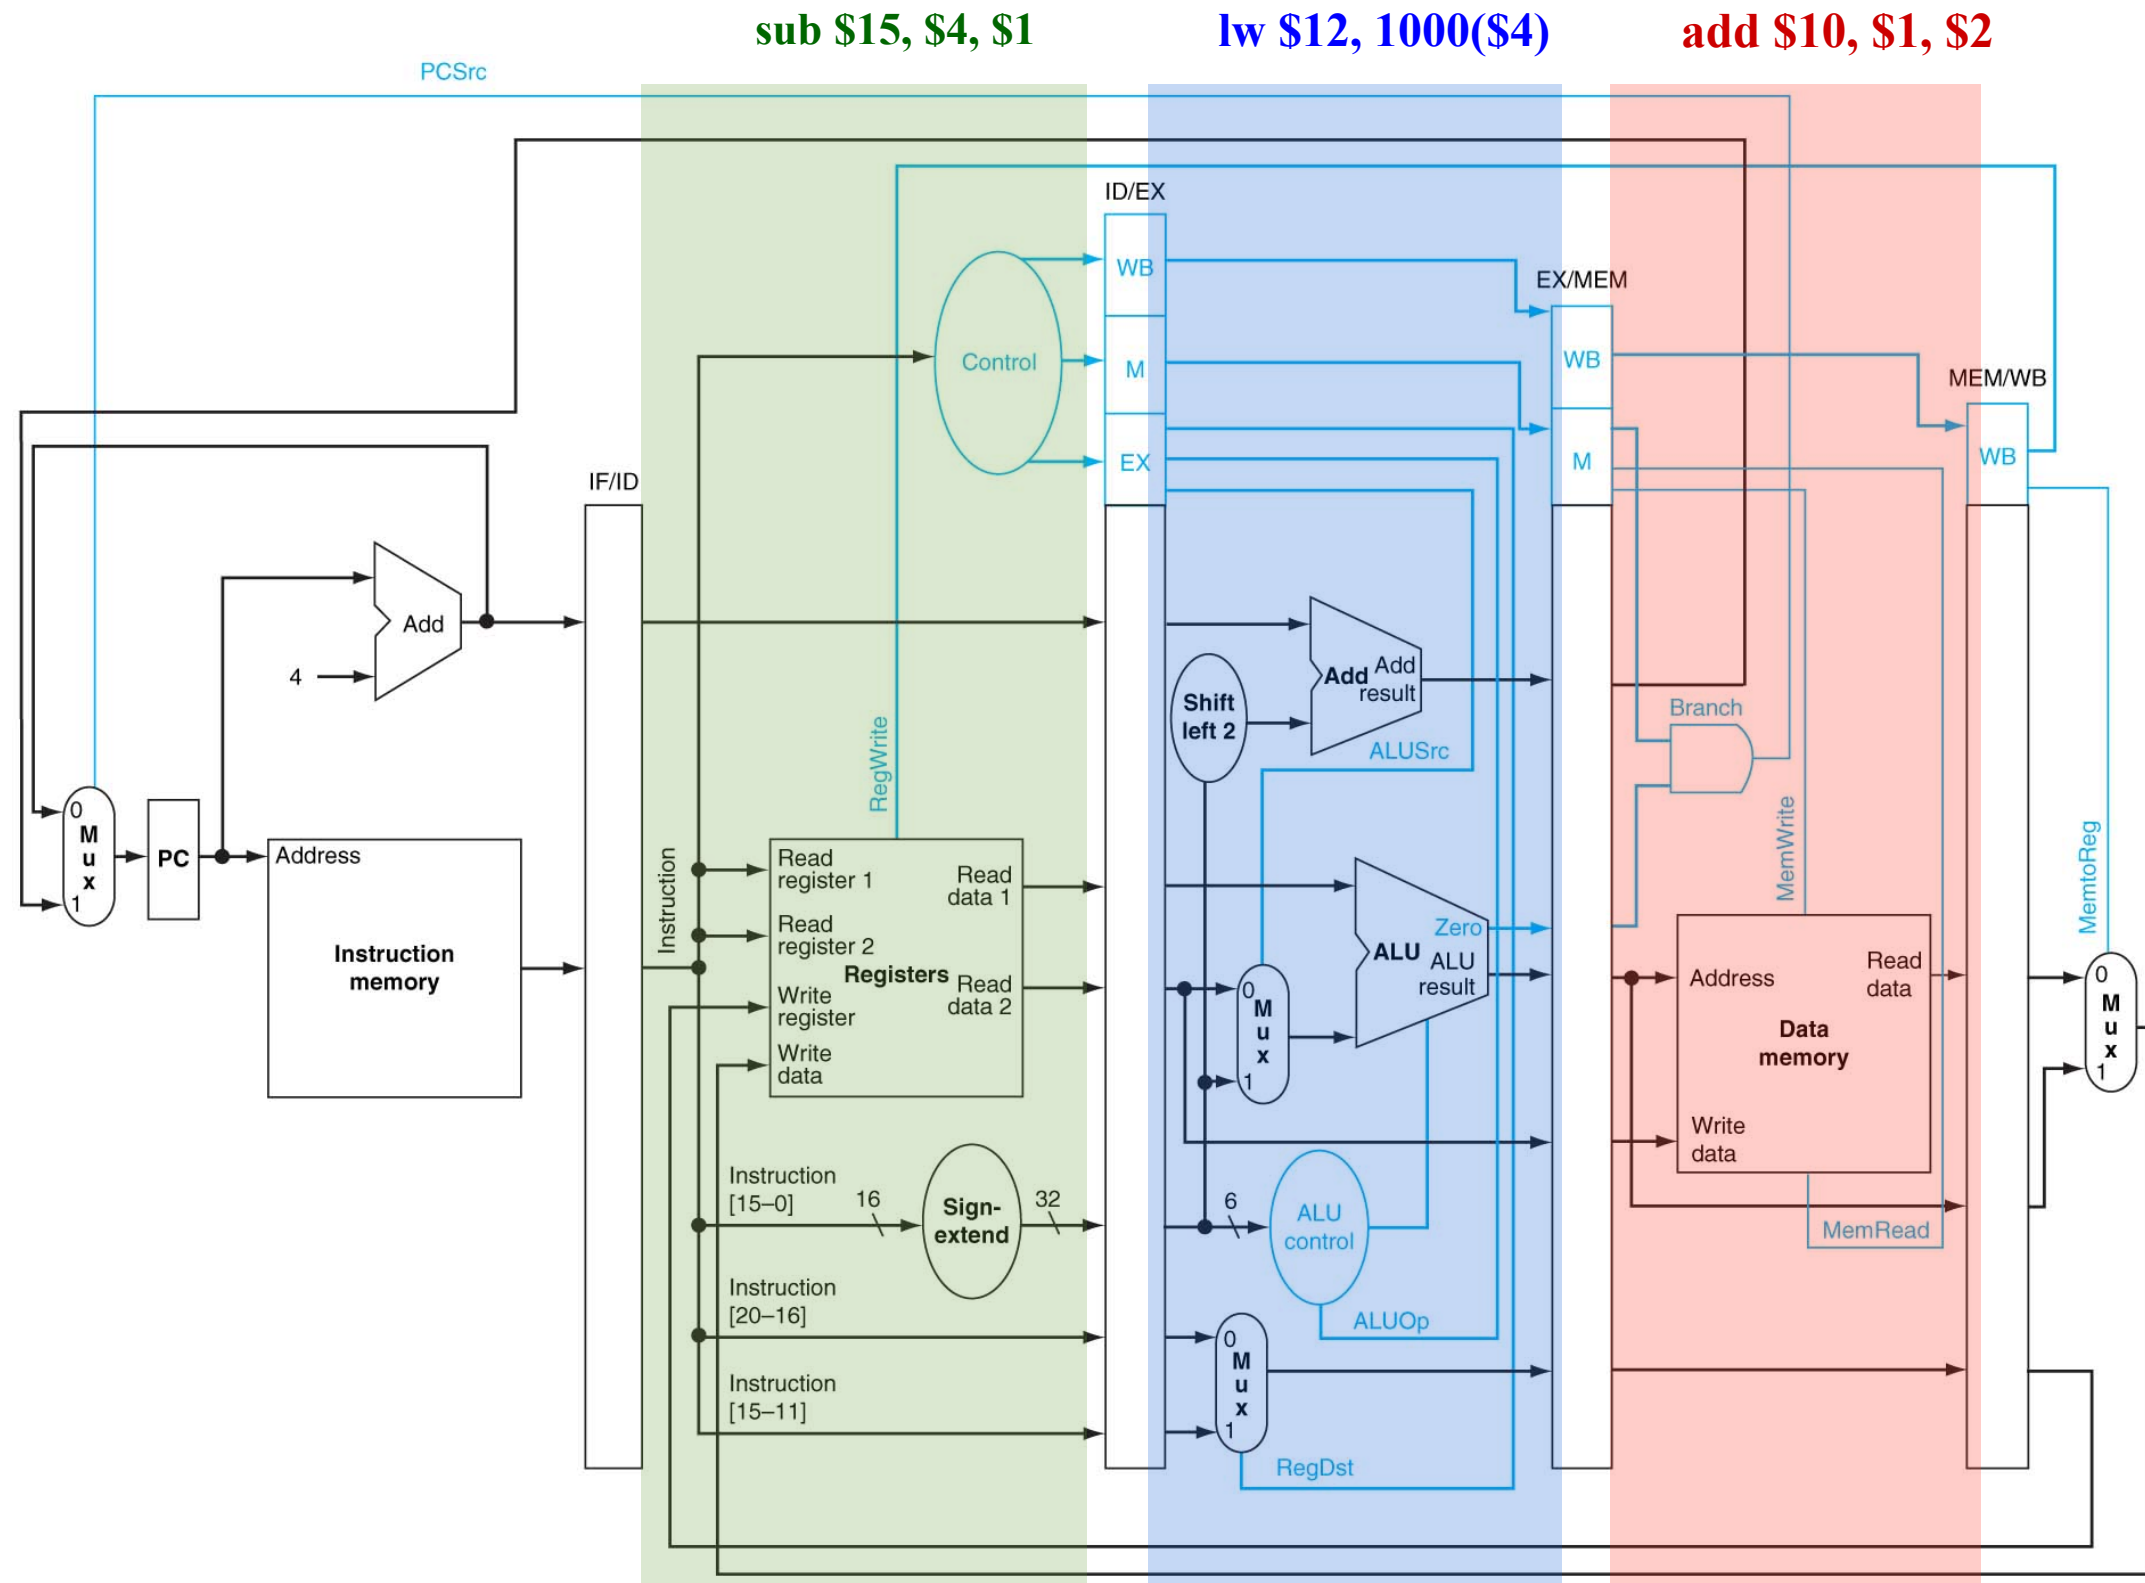 sub $15, $4, $1
lw $12, 1000($4)
add $10, $1, $2
PCSrc
ID/EX
WB
EX/MEM
Control
M
WB
MEM/WB
EX
M
WB
IF/ID
Add
4
Add
Add
result
Shift
left 2
Branch
ALUSrc
RegWrite
MemWrite
MemtoReg
0
M
u
x
1
PC
Address
Instruction
memory
Instruction
Read
register 1
Read
data 1
Read
register 2
Registers
Read
data 2
Write
register
Write
data
0
M
u
x
1
Zero
ALU
ALU
result
Address
Read
data
Data
memory
Write
data
0
M
u
x
1
Instruction
[15–0]
16
Sign-
extend
32
6
ALU
control
MemRead
Instruction
[20–16]
ALUOp
0
M
u
x
1
Instruction
[15–11]
RegDst